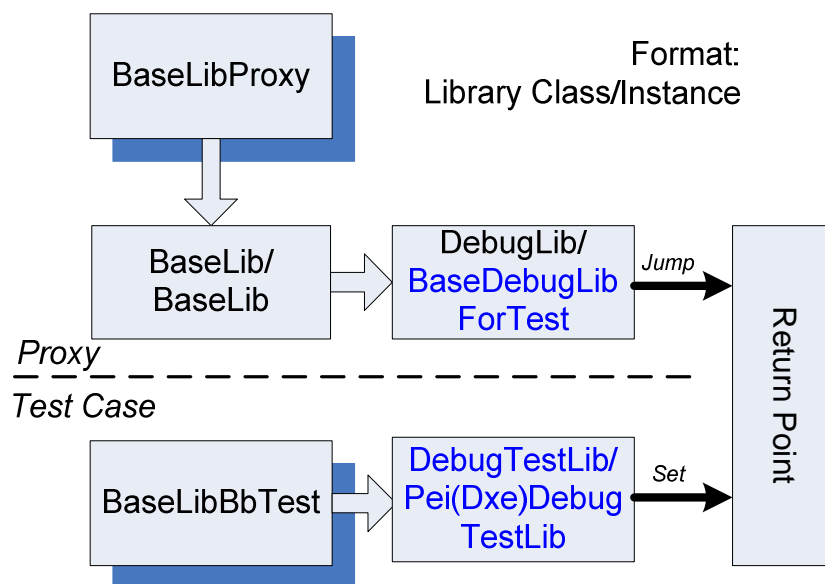 BaseLibProxy
Format:
Library Class/Instance
BaseLib/
BaseLib
DebugLib/
BaseDebugLib
ForTest
Jump
Return Point
Proxy
Test Case
BaseLibBbTest
DebugTestLib/
Pei(Dxe)Debug
TestLib
Set